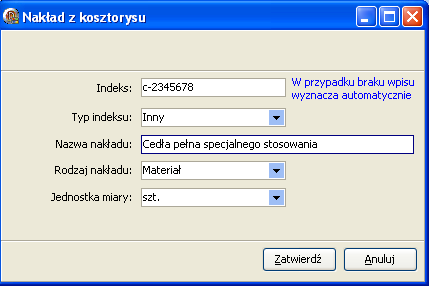 Nakład z kosztorysu
Indeks: c-2345678
W przypadku braku wpisu
wyznacza automatycznie
Typ indeksu: Inny
Nazwa nakładu: Cedła pełna specjalnego stosowania
Rodzaj nakładu: Materiał
Jednostka miary: szt.
Zatwierdź Anuluj